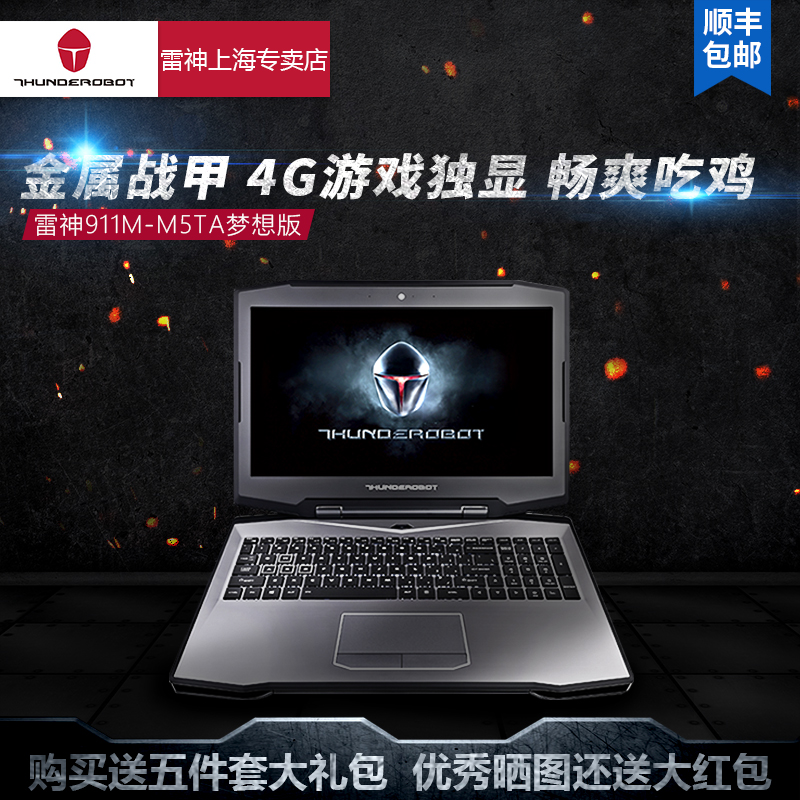 THUNDEROBOT
雷神上海专卖店
顺丰
包邮
金属战甲 4G游戏独显 畅爽吃鸡
雷神911M-M5TA梦想版
THUNDEROBOT
THUNDEROBOT
购买送五件套大礼包 优秀晒图还送大红包